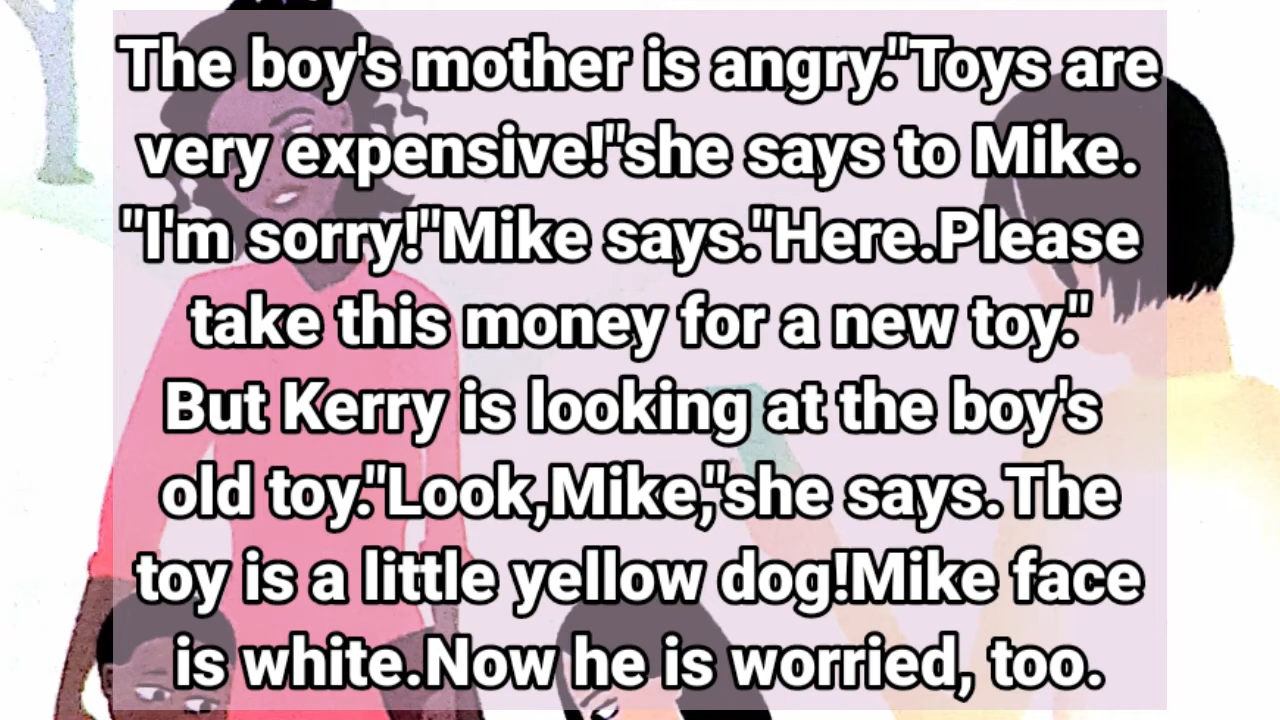 The boy's mother is angry."Toys are
very expensive!"she says to Mike.
"I'm sorry!"Mike says."Here.Please
take this money for a new toy."
But Kerry is looking at the boy's
old toy."Look,Mike,"she says.The
toy is a little yellow dog!Mike face
is white.Now he is worried, too.